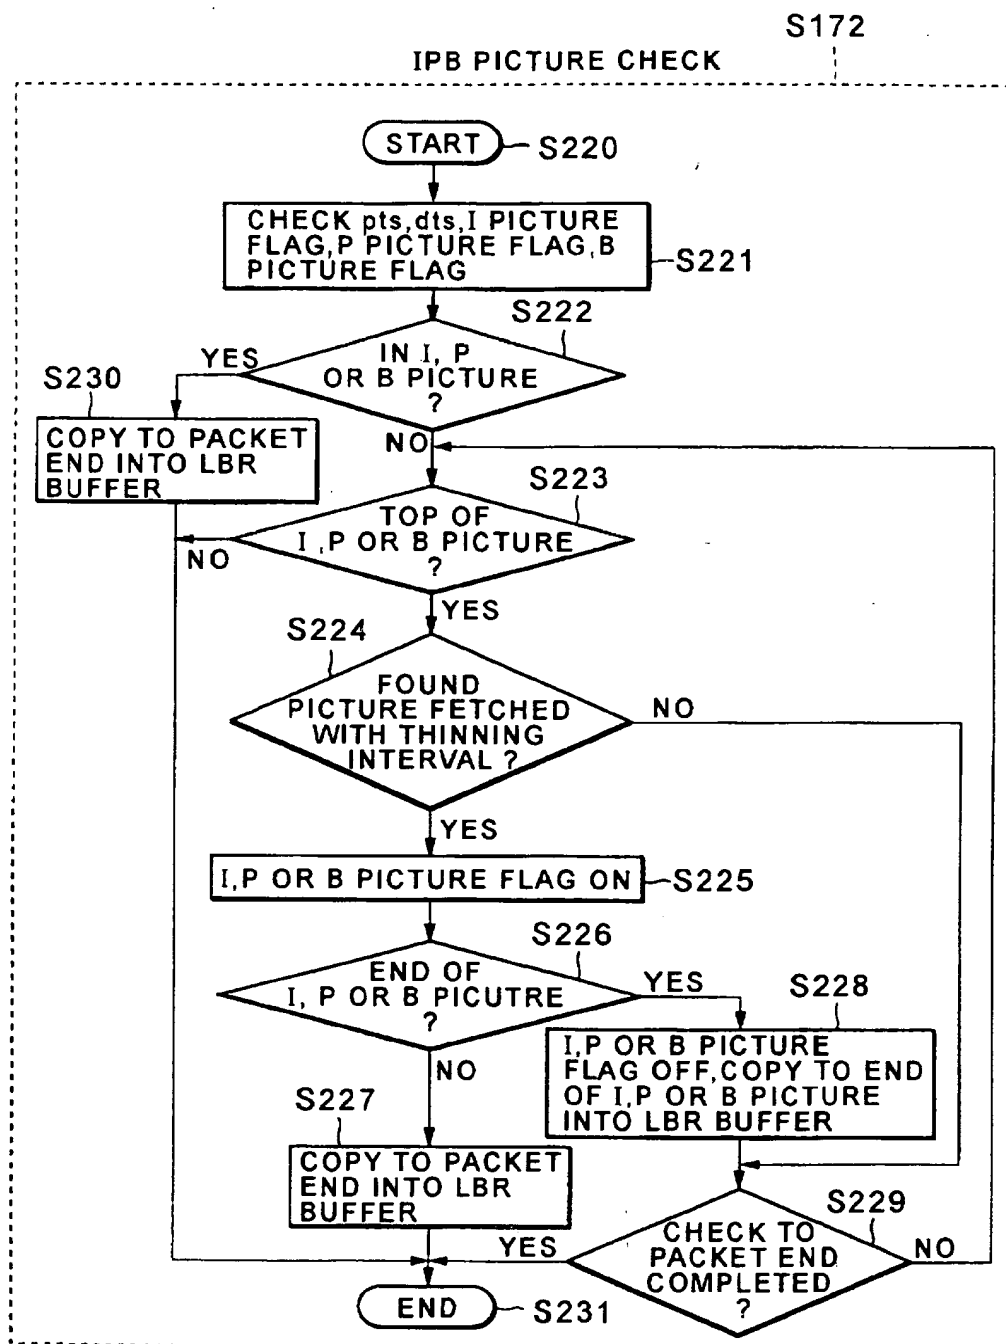 S172
IPB PICTURE CHECK
START
S220
CHECK pts,dts,I PICTURE
FLAG,P PICTURE FLAG,B
PICTURE FLAG
S221
S222
IN I, P
OR B PICTURE
?
YES
NO
S230
COPY TO PACKET
END INTO LBR
BUFFER
S223
TOP OF
I,P OR B PICTURE
?
NO
YES
S224
FOUND
PICTURE FETCHED
WITH THINNING
INTERVAL ?
NO
YES
I,P OR B PICTURE FLAG ON
S225
S226
END OF
I, P OR B PICUTRE
?
YES
NO
S228
I,P OR B PICTURE
FLAG OFF,COPY TO END
OF I,P OR B PICTURE
INTO LBR BUFFER
S227
COPY TO PACKET
END INTO LBR
BUFFER
S229
CHECK TO
PACKET END
COMPLETED
?
YES
NO
END
S231